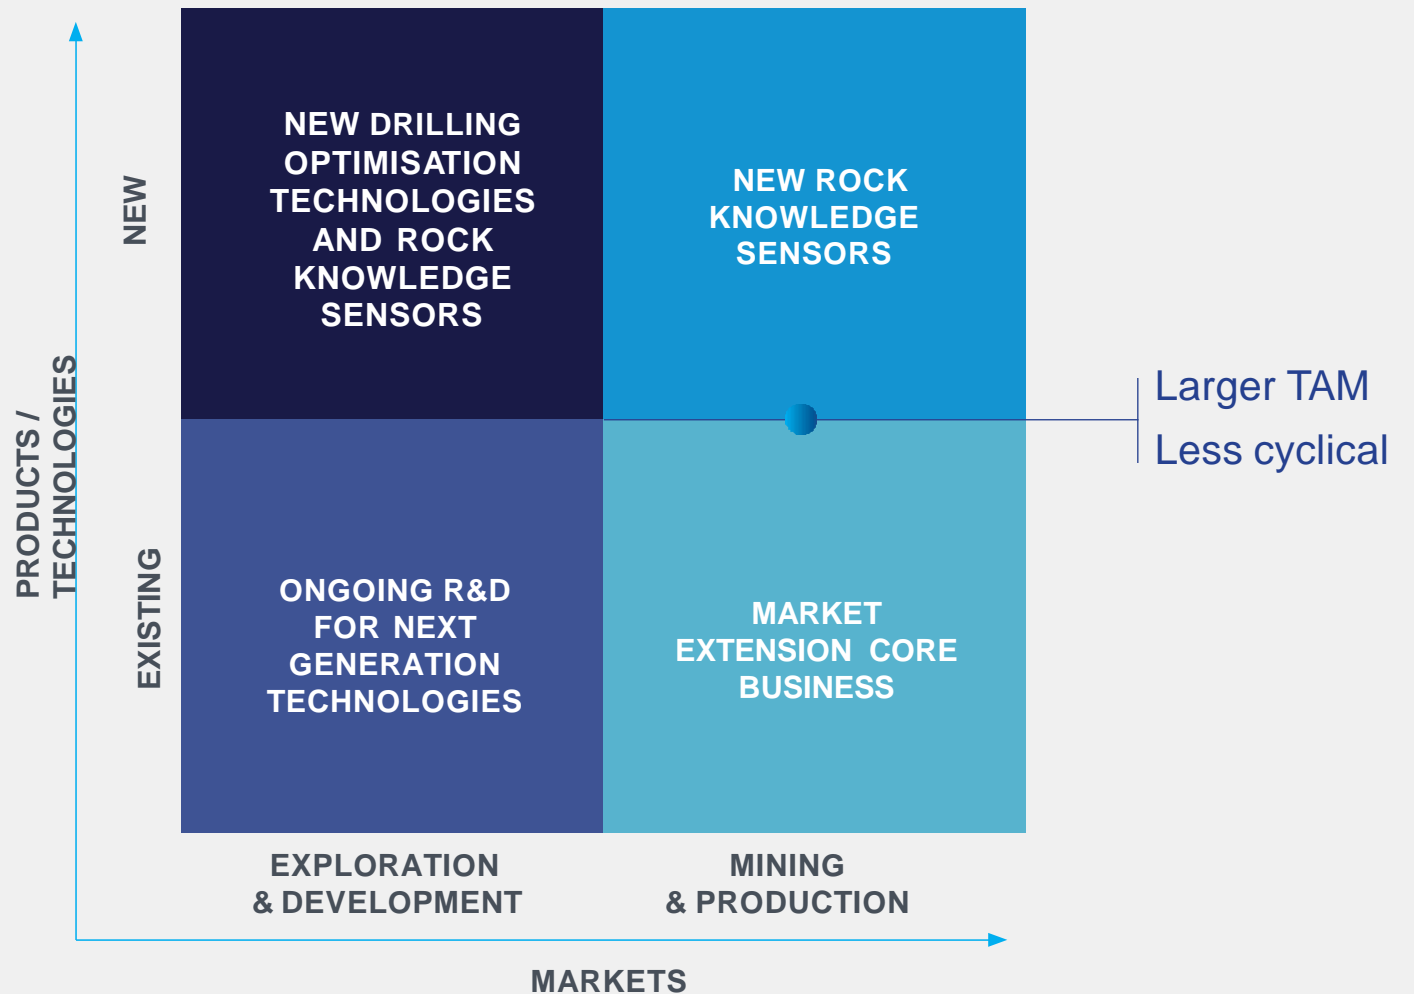 PRODUCTS /
TECHNOLOGIES
NEW
EXISTING
NEW DRILLING
OPTIMISATION
TECHNOLOGIES
AND ROCK
KNOWLEDGE
SENSORS
NEW ROCK
KNOWLEDGE
SENSORS
Larger TAM
Less cyclical
ONGOING R&D
FOR NEXT
GENERATION
TECHNOLOGIES
MARKET
EXTENSION CORE
BUSINESS
EXPLORATION
& DEVELOPMENT
MINING
& PRODUCTION
MARKETS